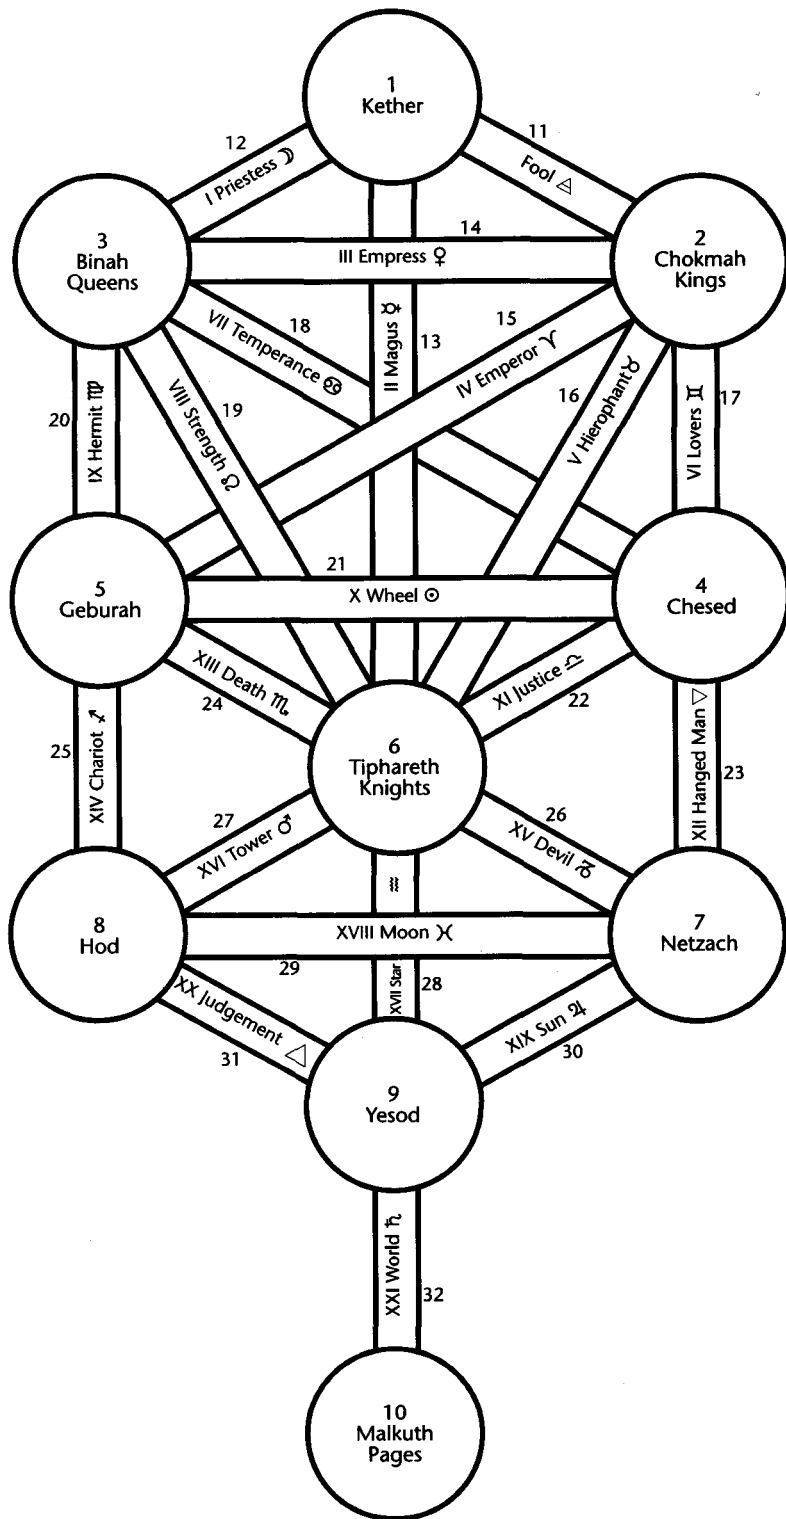 1
Kether
12
11
I Priestess ☽
Fool 🜁
14
3
Binah
Queens
III Empress ♀
2
Chokmah
Kings
VII Temperance ♋
18
II Magus ☿
13
15
IV Emperor ♈
16
V Hierophant ♉
17
VI Lovers ♊
20
IX Hermit ♍
VIII Strength ♌
19
21
5
Geburah
X Wheel ☉
4
Chesed
XIII Death ♏
24
XI Justice ♎
22
25
XIV Chariot ♐
6
Tiphareth
Knights
XII Hanged Man ▽
23
27
XVI Tower ♂
26
XV Devil ♑
♒
8
Hod
XVIII Moon ♓
7
Netzach
29
XVII Star
28
XX Judgement △
31
XIX Sun ♃
30
9
Yesod
XXI World ♄
32
10
Malkuth
Pages